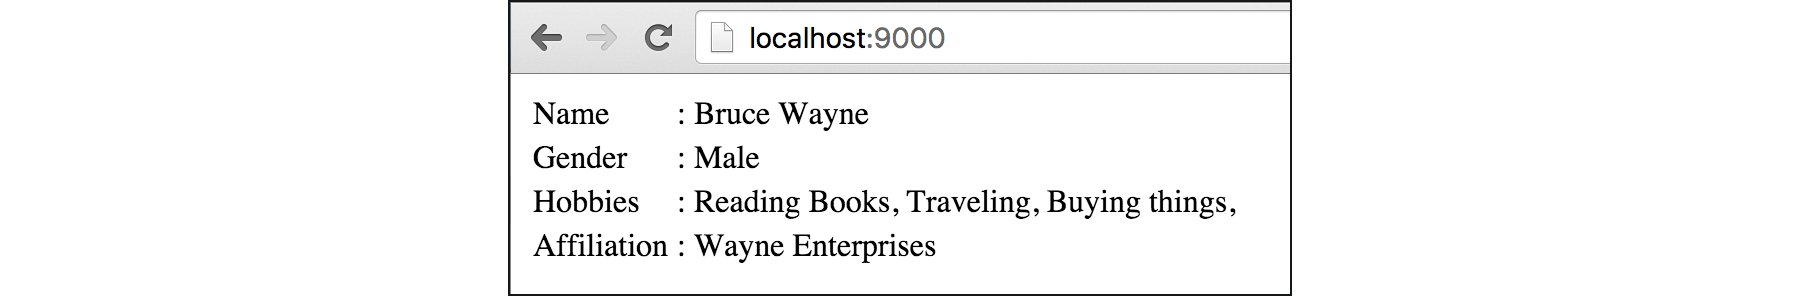 localhost:9000
Name : Bruce Wayne
Gender : Male
Hobbies : Reading Books, Traveling, Buying things,
Affiliation : Wayne Enterprises